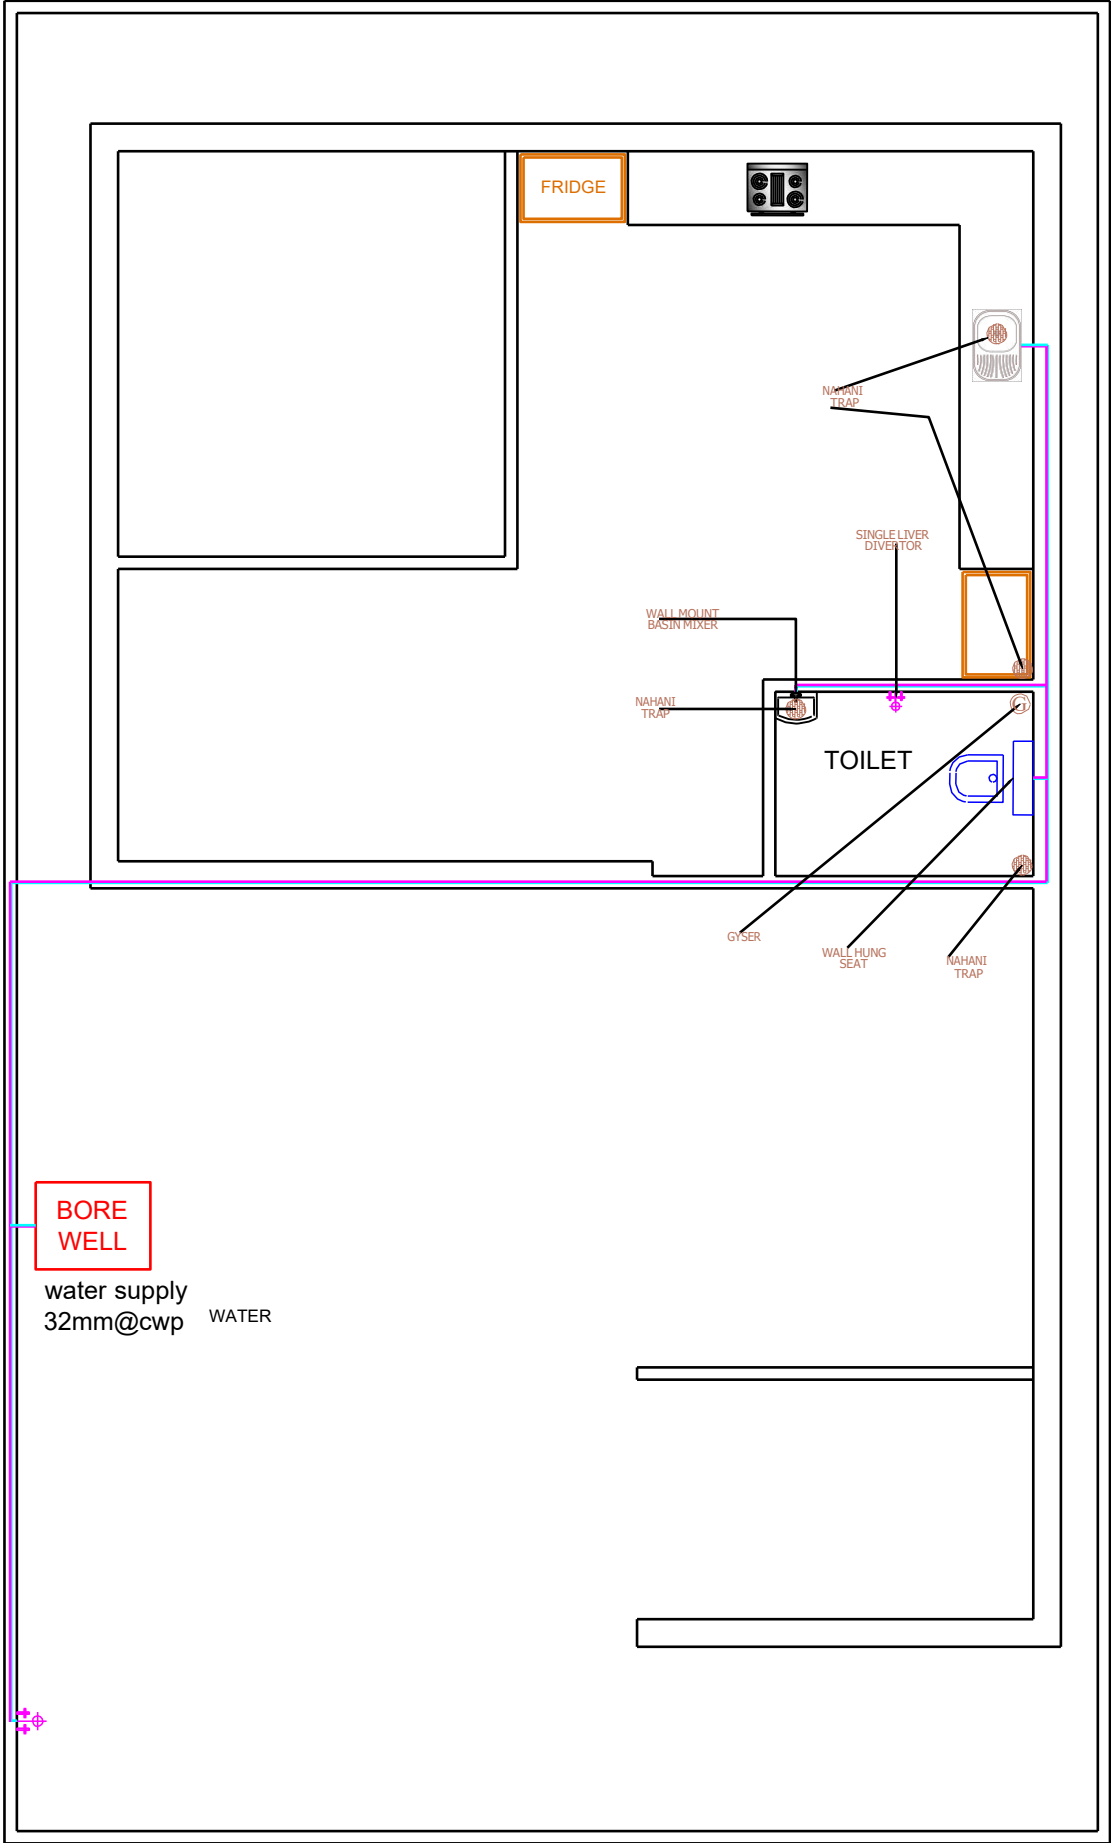 FRIDGE
NAHANI
TRAP
SINGLE LIVER
DIVERTOR
WALL MOUNT
BASIN MIXER
NAHANI
TRAP
G
TOILET
GYSER
WALL HUNG
SEAT
NAHANI
TRAP
BORE
WELL
water supply
32mm@cwp
WATER